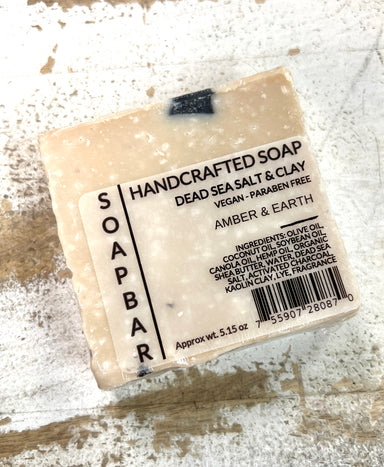 SOAPBAR
HANDCRAFTED SOAP
DEAD SEA SALT & CLAY
VEGAN - PARABEN FREE
AMBER & EARTH
INGREDIENTS: OLIVE OIL,
COCONUT OIL, SOYBEAN OIL,
CANOLA OIL, HEMP OIL, ORGANIC
SHEA BUTTER, WATER, DEAD SEA
SALT, ACTIVATED CHARCOAL,
KAOLIN CLAY, LYE, FRAGRANCE
Approx wt. 5.15 oz
7 55907 28087 0